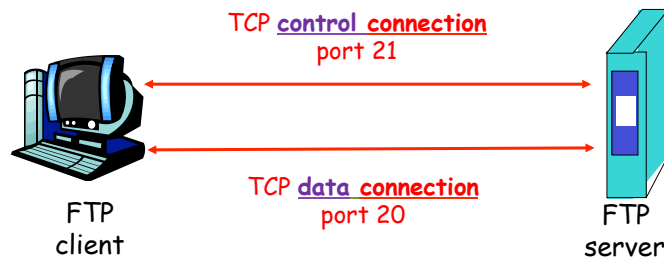 TCP control connection
port 21
TCP data connection
port 20
FTP
client
FTP
server